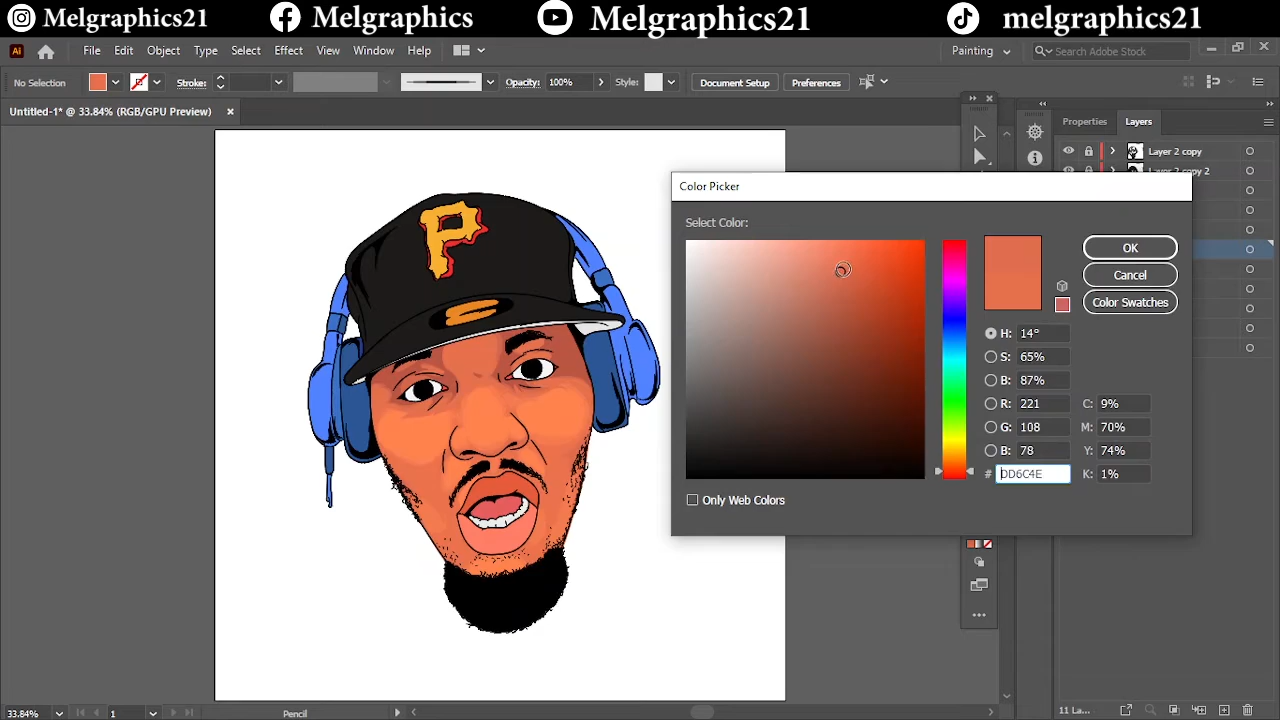 Melgraphics21 Melgraphics Melgraphics21 melgraphics21
Ai File Edit Object Type Select Effect View Window Help Painting Search Adobe Stock
No Selection Stroke: Opacity: 100% Style: Document Setup Preferences
Untitled-1* @ 33.84% (RGB/GPU Preview)
Properties Layers
Layer 2 copy
Layer 2 copy 2
Color Picker
Select Color:
OK
Cancel
Color Swatches
H: 14°
S: 65%
B: 87%
R: 221 C: 9%
G: 108 M: 70%
B: 78 Y: 74%
# DD6C4E K: 1%
Only Web Colors
P
33.84% 1 Pencil 11 La...